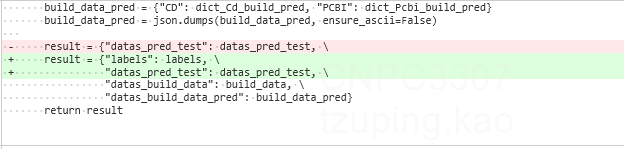 build_data_pred = {"CD": dict_Cd_build_pred, "PCBI": dict_Pcbi_build_pred}
build_data_pred = json.dumps(build_data_pred, ensure_ascii=False)
- result = {"datas_pred_test": datas_pred_test, \
+ result = {"labels": labels, \
+ "datas_pred_test": datas_pred_test, \
"datas_build_data": build_data, \
"datas_build_data_pred": build_data_pred}
return result
tzuping.kao